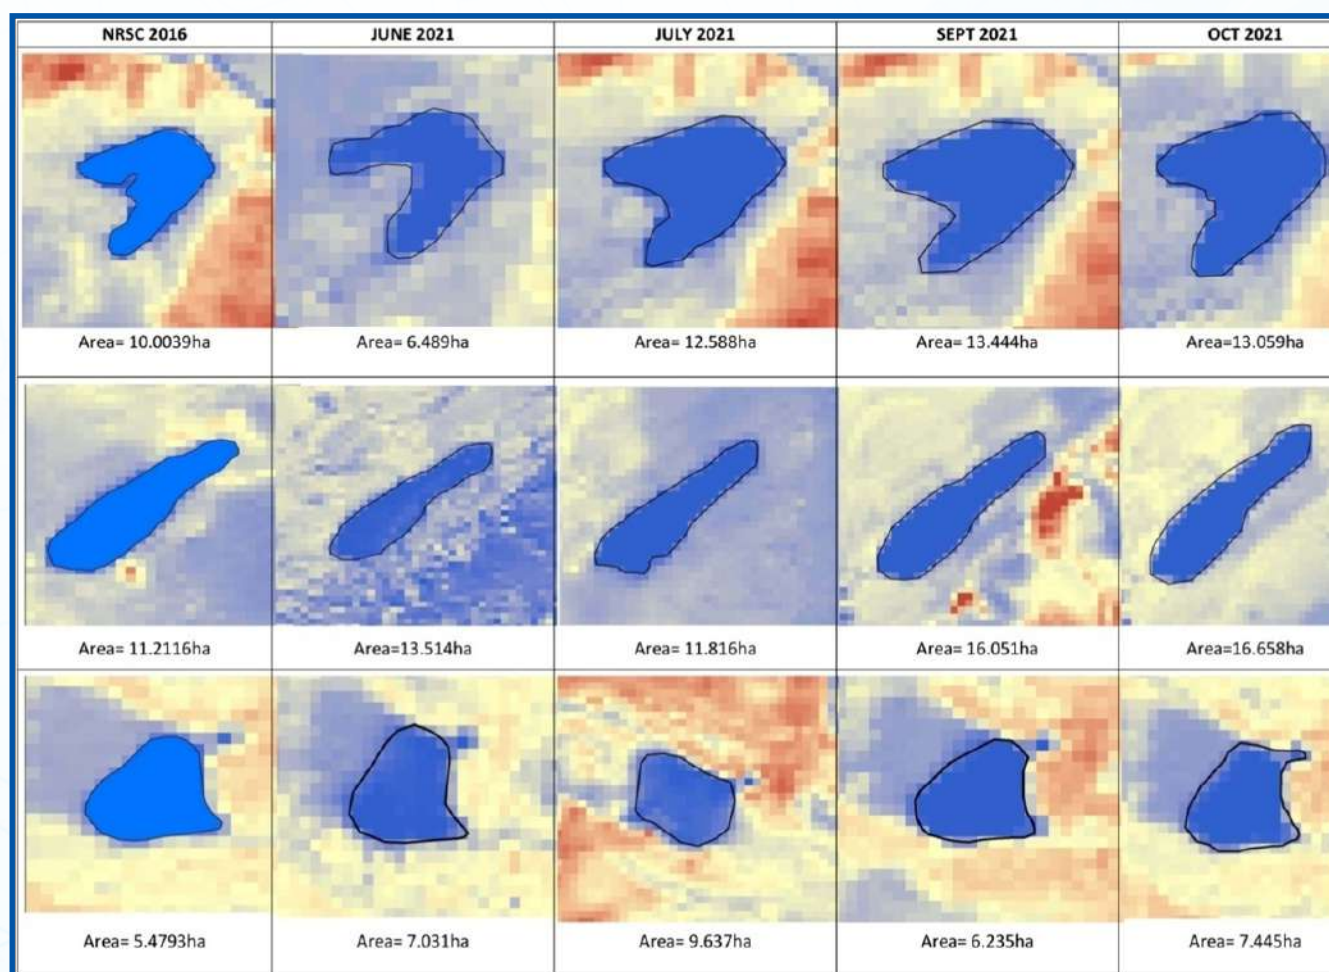 NRSC 2016 JUNE 2021 JULY 2021 SEPT 2021 OCT 2021
Area= 10.0039ha Area= 6.489ha Area= 12.588ha Area= 13.444ha Area=13.059ha
Area= 11.2116ha Area=13.514ha Area= 11.816ha Area= 16.051ha Area=16.658ha
Area= 5.4793ha Area= 7.031ha Area= 9.637ha Area= 6.235ha Area= 7.445ha